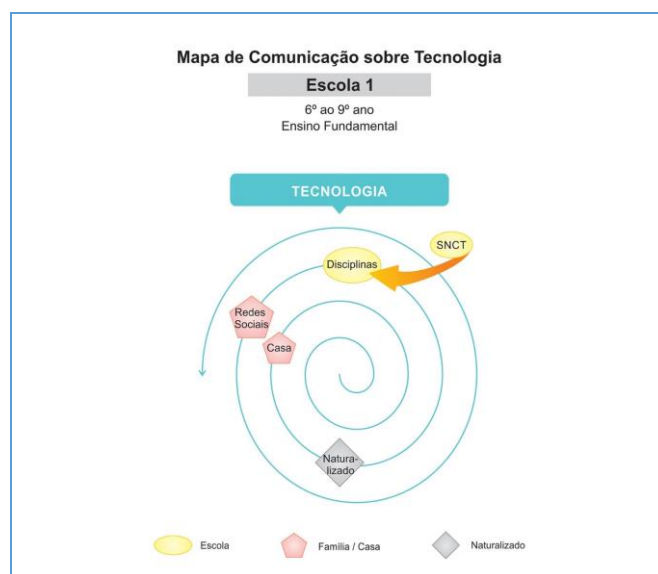 Mapa de Comunicação sobre Tecnologia
Escola 1
6º ao 9º ano
Ensino Fundamental
TECNOLOGIA
SNCT
Disciplinas
Redes
Sociais
Casa
Natura-
lizado
Escola
Família / Casa
Naturalizado